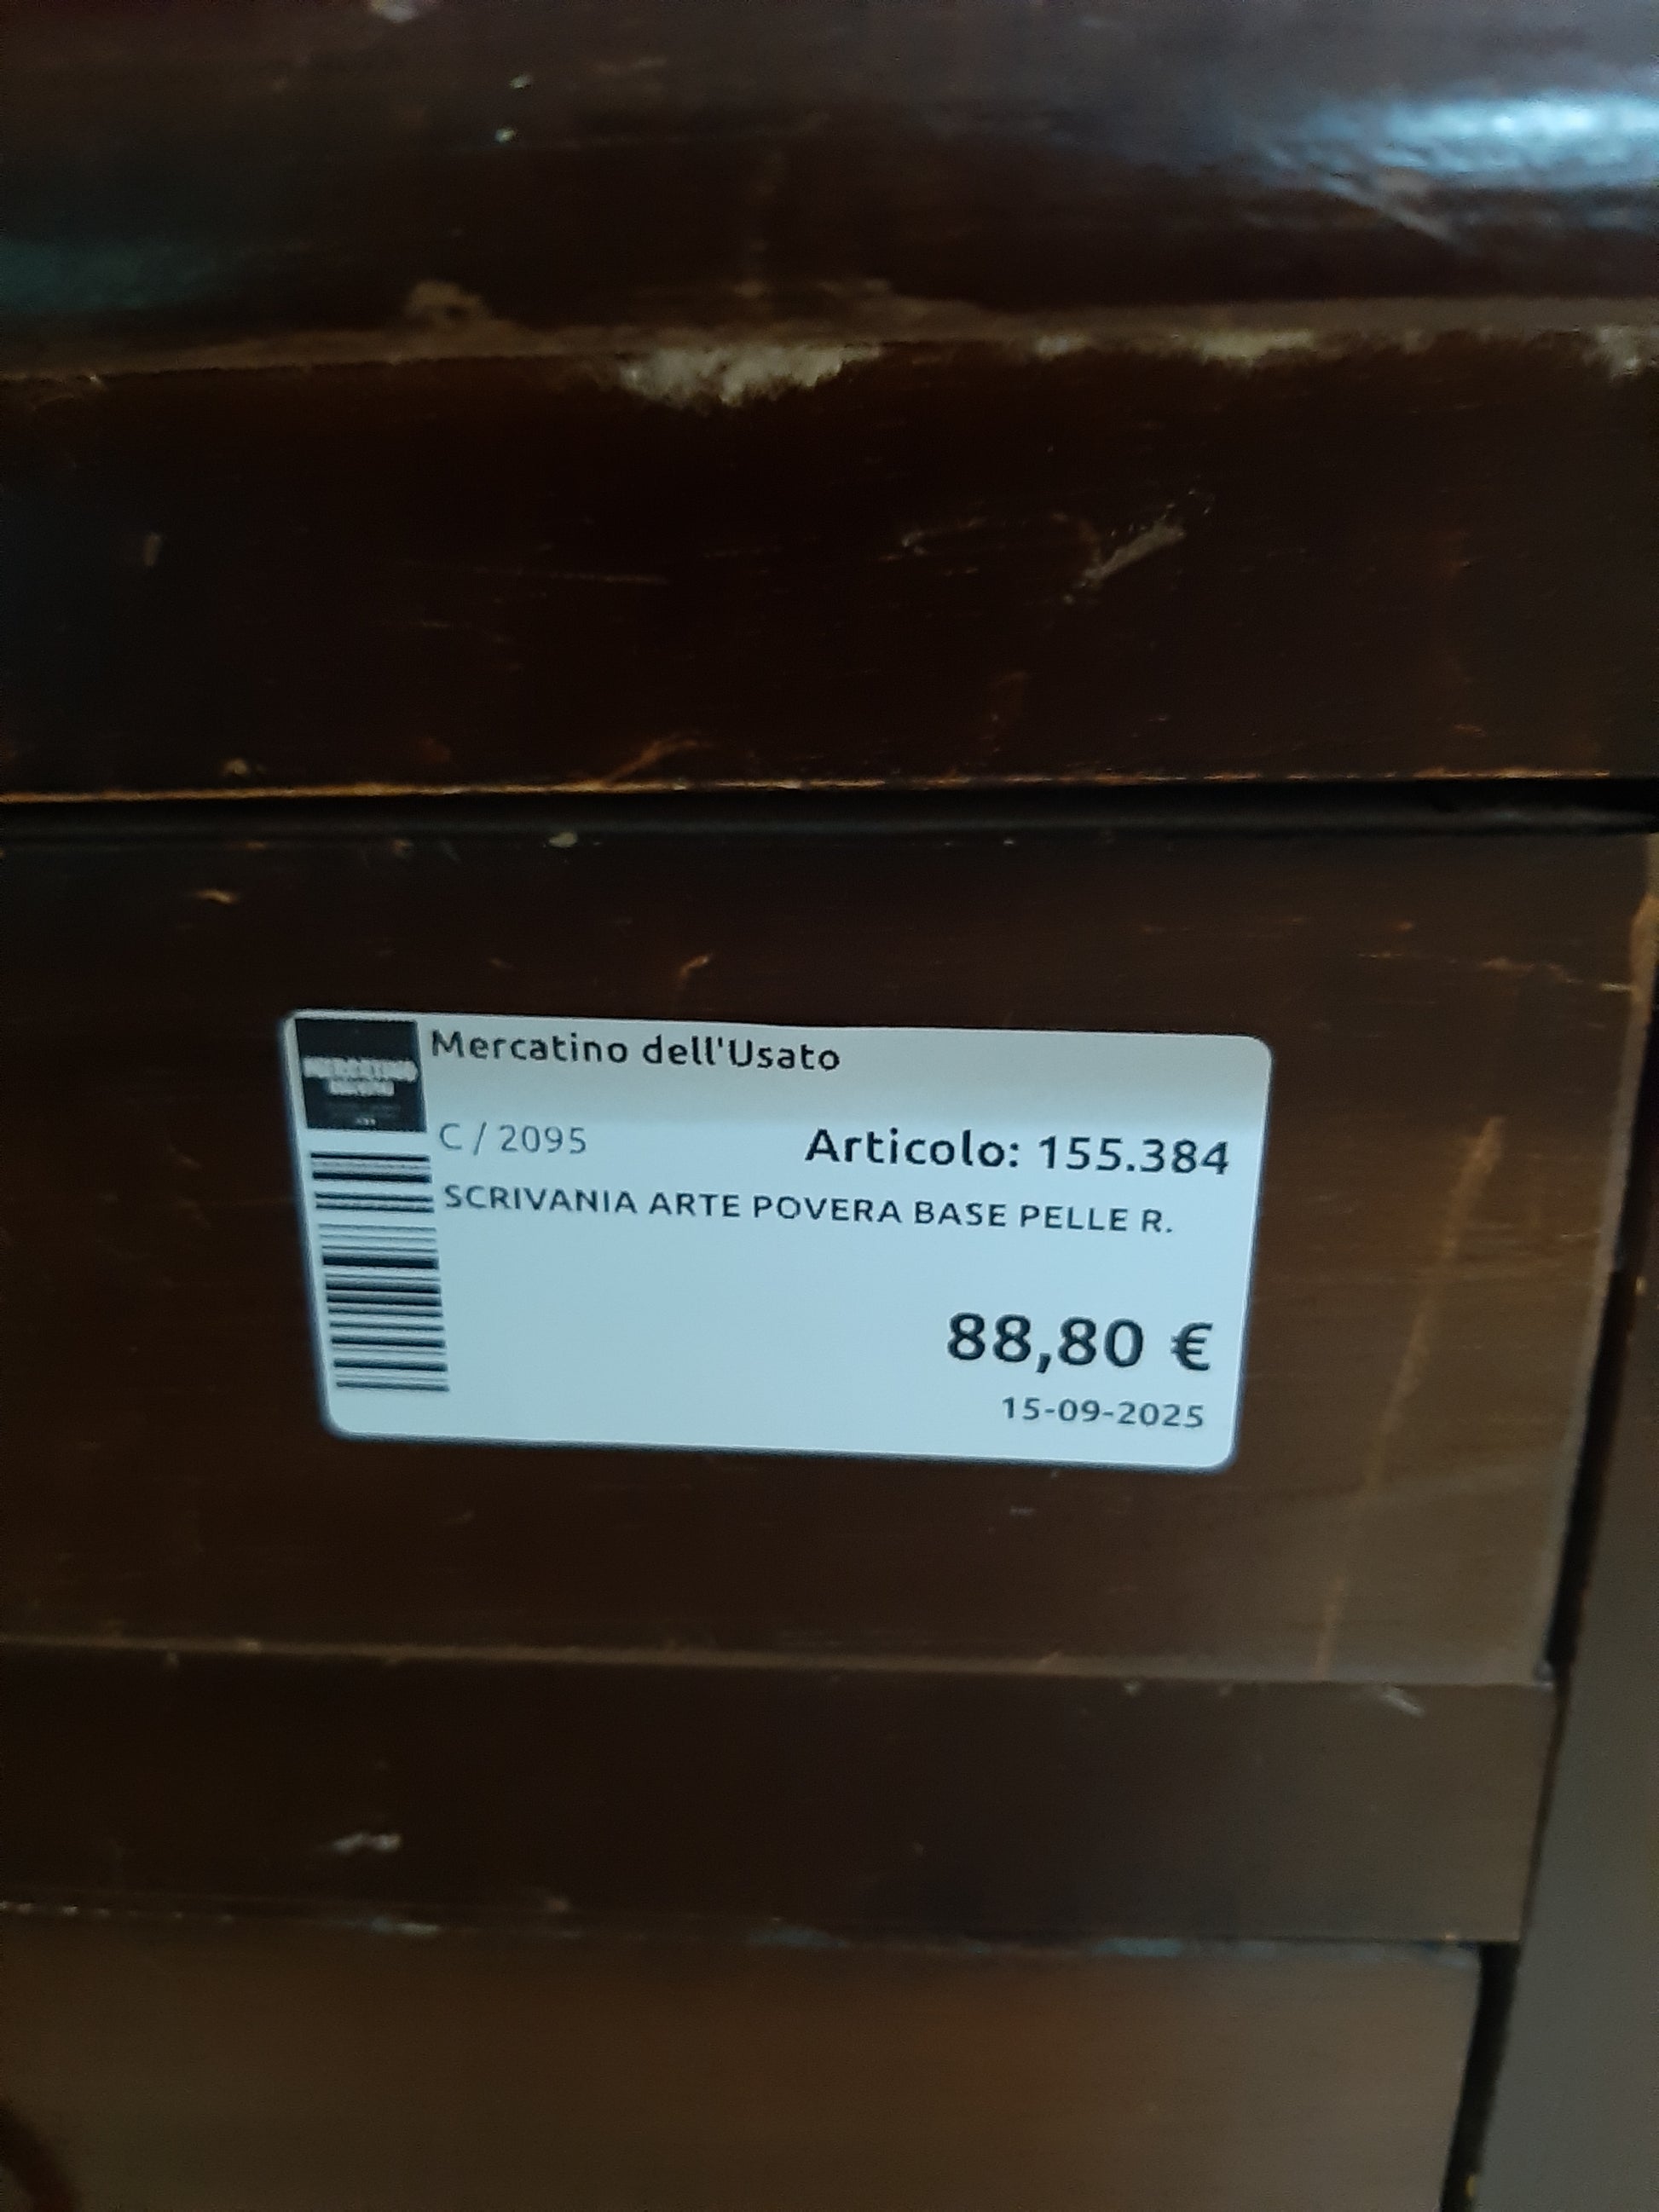 Mercatino dell'Usato
C / 2095
Articolo: 155.384
SCRIVANIA ARTE POVERA BASE PELLE R.
88,80 €
15-09-2025